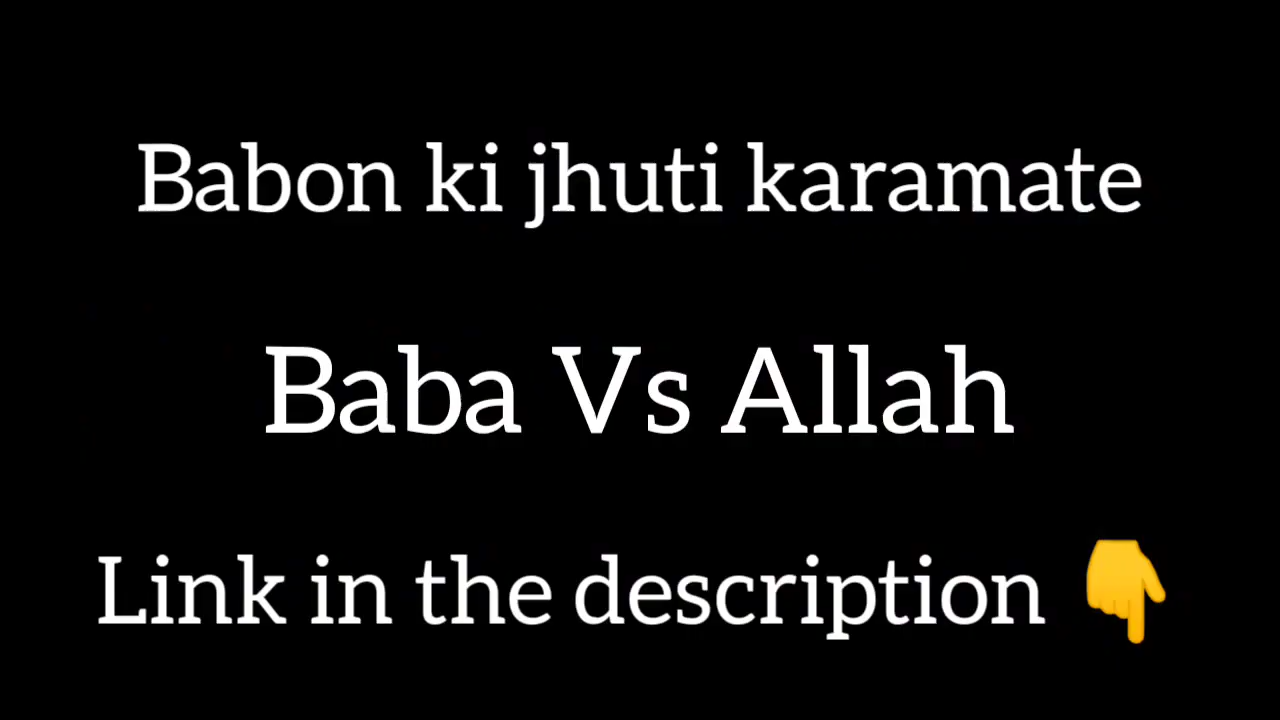 Babon ki jhuti karamate
Baba Vs Allah
Link in the description 👇